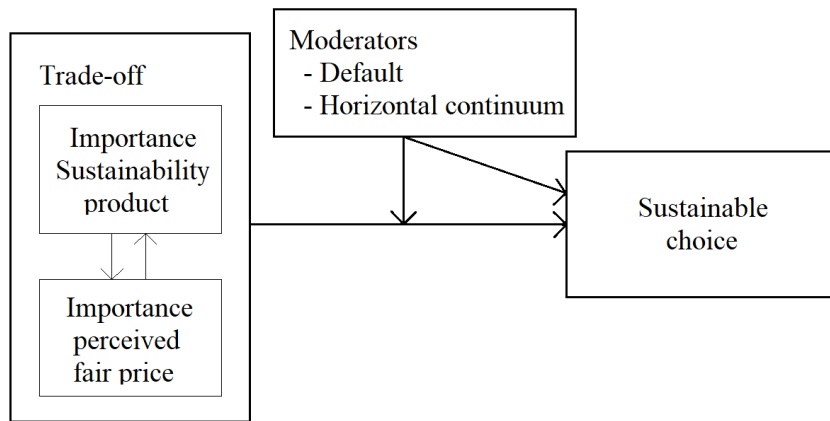 Moderators
- Default
- Horizontal continuum
Trade-off
Importance
Sustainability
product
Importance
perceived
fair price
Sustainable
choice